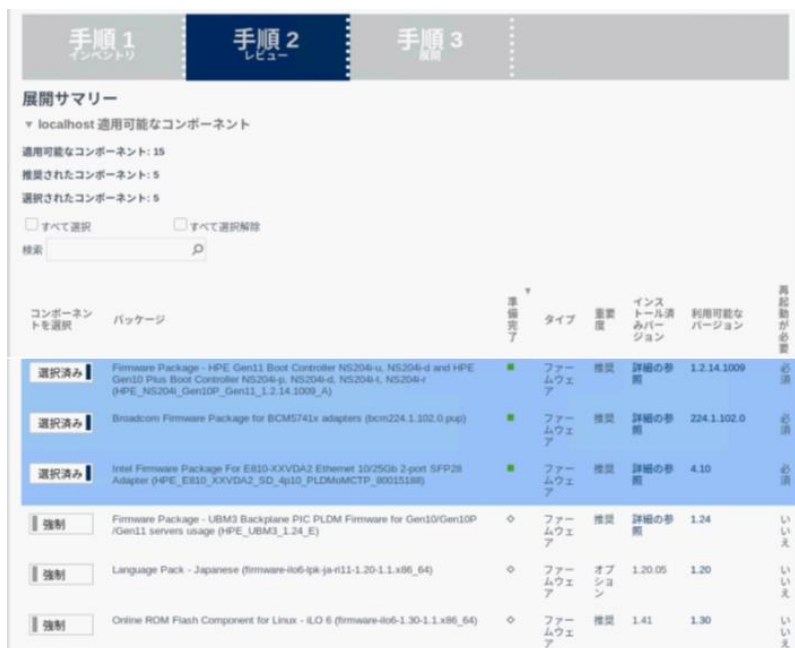 手順 1
インベントリ
手順 2
レビュー
手順 3
展開
展開サマリー
▼ localhost 適用可能なコンポーネント
適用可能なコンポーネント: 15
推奨されたコンポーネント: 5
選択されたコンポーネント: 5
すべて選択 すべて選択解除
検索
コンポーネン
トを選択
パッケージ
準備完了
タイプ
重要
度
インス
トール済
みバー
ジョン
利用可能な
バージョン
再起動が必要
選択済み
Firmware Package - HPE Gen11 Boot Controller NS204i-u, NS204i-d and HPE
Gen10 Plus Boot Controller NS204i-p, NS204i-d, NS204i-t, NS204i-r
(HPE_NS204i_Gen10P_Gen11_1.2.14.1009_A)
ファー
ムウェ
ア
推奨
詳細の参
照
1.2.14.1009
必須
選択済み
Broadcom Firmware Package for BCM5741x adapters (bcm224.1.102.0.pup)
ファー
ムウェ
ア
推奨
詳細の参
照
224.1.102.0
必須
選択済み
Intel Firmware Package For E810-XXVDA2 Ethernet 10/25Gb 2-port SFP28
Adapter (HPE_E810_XXVDA2_SD_4p10_PLDMoMCTP_80015188)
ファー
ムウェ
ア
推奨
詳細の参
照
4.10
必須
強制
Firmware Package - UBM3 Backplane PIC PLDM Firmware for Gen10/Gen10P
/Gen11 servers usage (HPE_UBM3_1.24_E)
ファー
ムウェ
ア
推奨
詳細の参
照
1.24
いいえ
強制
Language Pack - Japanese (firmware-ilo6-lpk-ja-ri11-1.20-1.1.x86_64)
ファー
ムウェ
ア
オプ
ショ
ン
1.20.05
1.20
いいえ
強制
Online ROM Flash Component for Linux - iLO 6 (firmware-ilo6-1.30-1.1.x86_64)
ファー
ムウェ
ア
推奨
1.41
1.30
いいえ